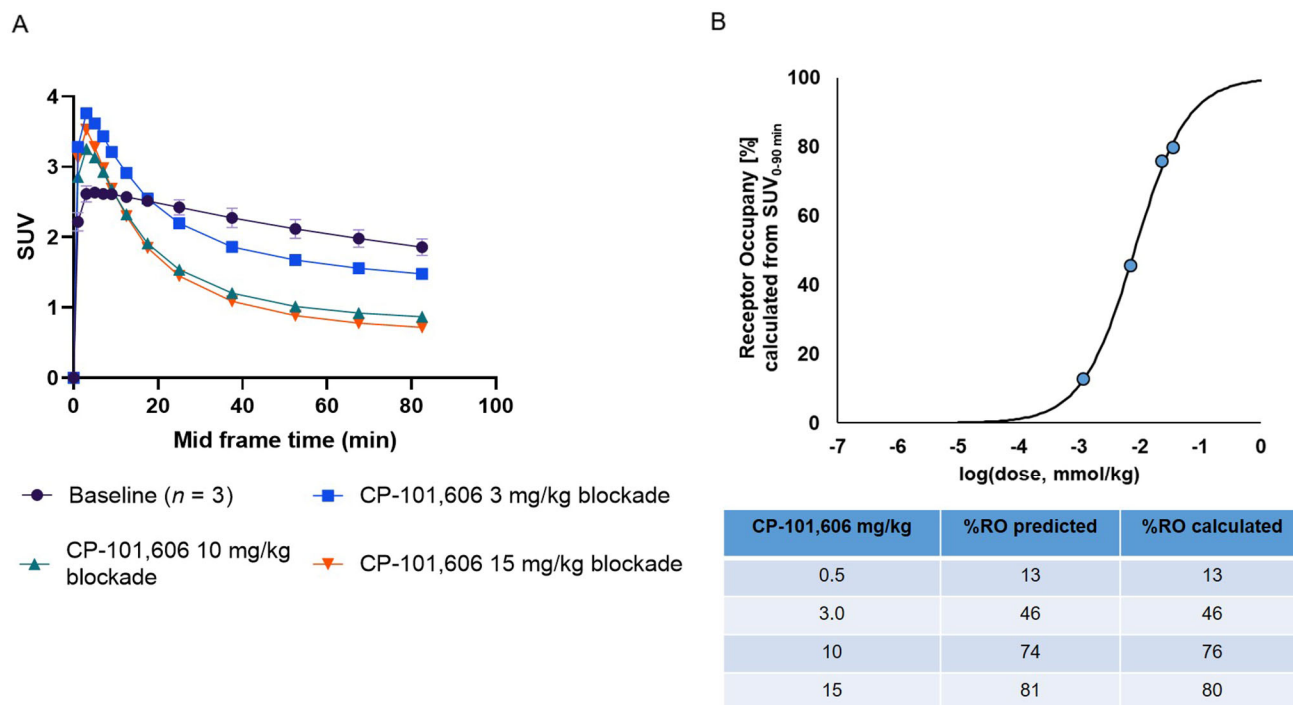 A
SUV
4
3
2
1
0
0 20 40 60 80 100
Mid frame time (min)
Baseline (n = 3)
CP-101,606 3 mg/kg blockade
CP-101,606 10 mg/kg
blockade
CP-101,606 15 mg/kg blockade
B
Receptor Occupany [%]
calculated from SUV0-90 min
100
80
60
40
20
0
-7 -6 -5 -4 -3 -2 -1 0
log(dose, mmol/kg)
CP-101,606 mg/kg %RO predicted %RO calculated
0.5 13 13
3.0 46 46
10 74 76
15 81 80